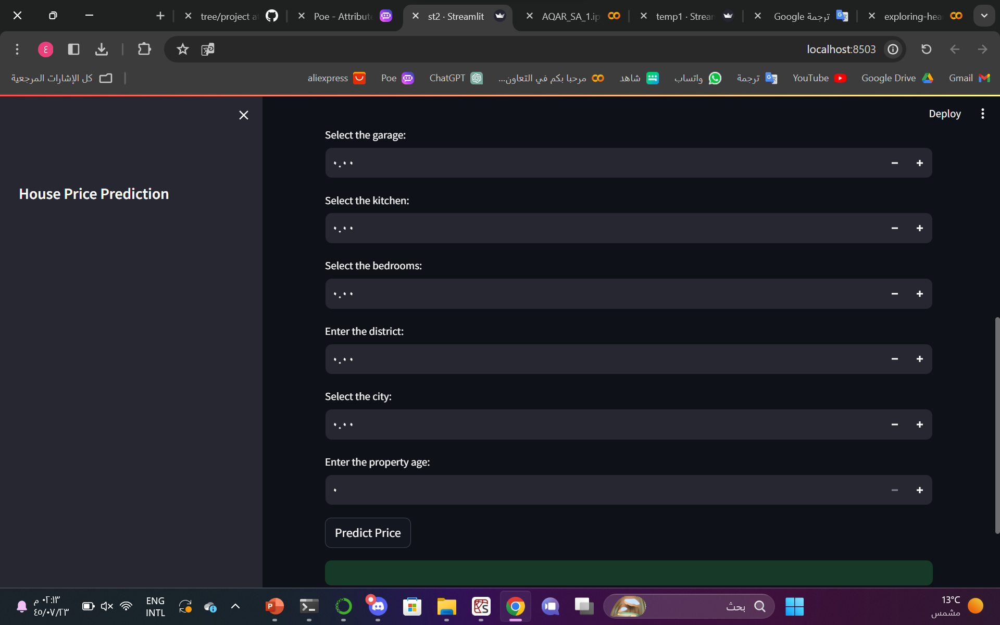 tree/project a
Poe - Attribut
st2 · Streamlit
AQAR_SA_1.ip
temp1 · Strear
ترجمة Google
exploring-hea
ع
localhost:8503
كل الإشارات المرجعية
aliexpress
Poe
ChatGPT
مرحبا بكم في التعاون...
شاهد
واتساب
ترجمة
YouTube
Google Drive
Gmail
Deploy
House Price Prediction
Select the garage:
٠.٠٠
Select the kitchen:
٠.٠٠
Select the bedrooms:
٠.٠٠
Enter the district:
٠.٠٠
Select the city:
٠.٠٠
Enter the property age:
٠
Predict Price
٠٢:١٣ م
٤٥/٠٧/٢٣
ENG
INTL
بحث
13°C
مشمس